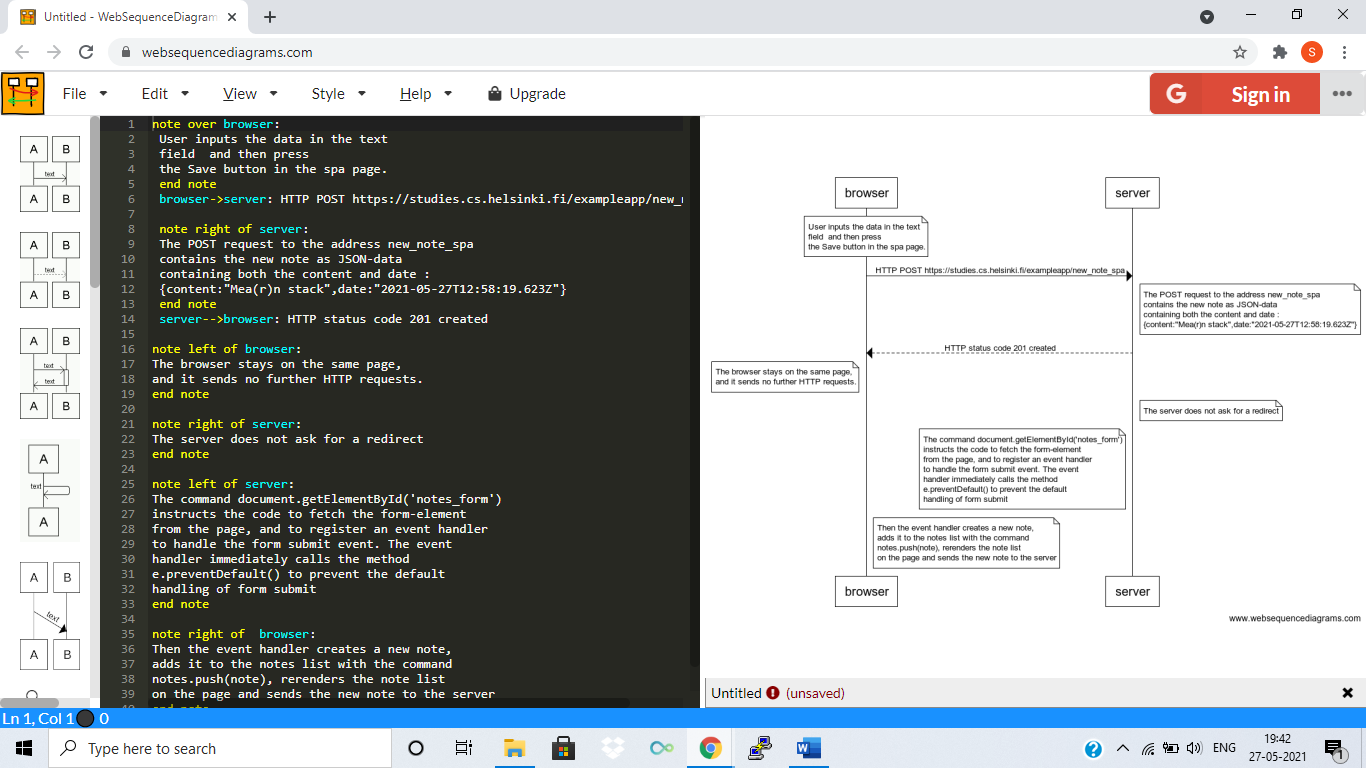 Untitled - WebSequenceDiagram
websequencediagrams.com
S
File Edit View Style Help Upgrade
G Sign in
A B
text
A B
A B
text
A B
A B
text
text
A B
A
text
A
A B
text
A B
1 note over browser:
2 User inputs the data in the text
3 field  and then press
4 the Save button in the spa page.
5 end note
6 browser->server: HTTP POST https://studies.cs.helsinki.fi/exampleapp/new_
7
8 note right of server:
9 The POST request to the address new_note_spa
10 contains the new note as JSON-data
11 containing both the content and date :
12 {content:"Mea(r)n stack",date:"2021-05-27T12:58:19.623Z"}
13 end note
14 server-->browser: HTTP status code 201 created
15
16 note left of browser:
17 The browser stays on the same page,
18 and it sends no further HTTP requests.
19 end note
20
21 note right of server:
22 The server does not ask for a redirect
23 end note
24
25 note left of server:
26 The command document.getElementById('notes_form')
27 instructs the code to fetch the form-element
28 from the page, and to register an event handler
29 to handle the form submit event. The event
30 handler immediately calls the method
31 e.preventDefault() to prevent the default
32 handling of form submit
33 end note
34
35 note right of  browser:
36 Then the event handler creates a new note,
37 adds it to the notes list with the command
38 notes.push(note), rerenders the note list
39 on the page and sends the new note to the server
40 end note
browser server
User inputs the data in the text
field  and then press
the Save button in the spa page.
HTTP POST https://studies.cs.helsinki.fi/exampleapp/new_note_spa
The POST request to the address new_note_spa
contains the new note as JSON-data
containing both the content and date :
{content:"Mea(r)n stack",date:"2021-05-27T12:58:19.623Z"}
HTTP status code 201 created
The browser stays on the same page,
and it sends no further HTTP requests.
The server does not ask for a redirect
The command document.getElementById('notes_form')
instructs the code to fetch the form-element
from the page, and to register an event handler
to handle the form submit event. The event
handler immediately calls the method
e.preventDefault() to prevent the default
handling of form submit
Then the event handler creates a new note,
adds it to the notes list with the command
notes.push(note), rerenders the note list
on the page and sends the new note to the server
browser server
www.websequencediagrams.com
Untitled (unsaved)
Ln 1, Col 1 0
Type here to search
W
ENG
19:42
27-05-2021
1